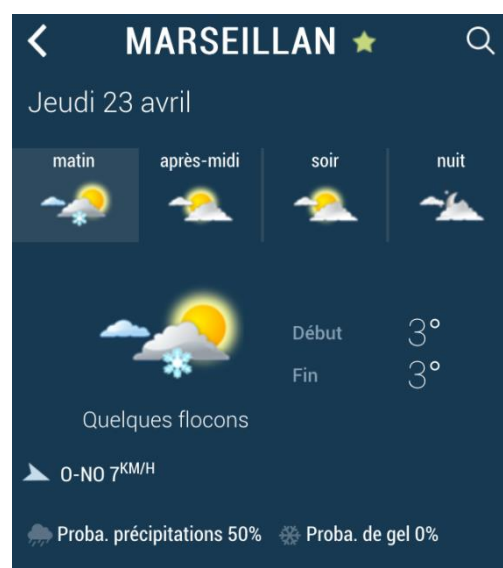 MARSEILLAN
Jeudi 23 avril
matin après-midi soir nuit
Début 3°
Fin 3°
Quelques flocons
O-NO 7KM/H
Proba. précipitations 50% Proba. de gel 0%